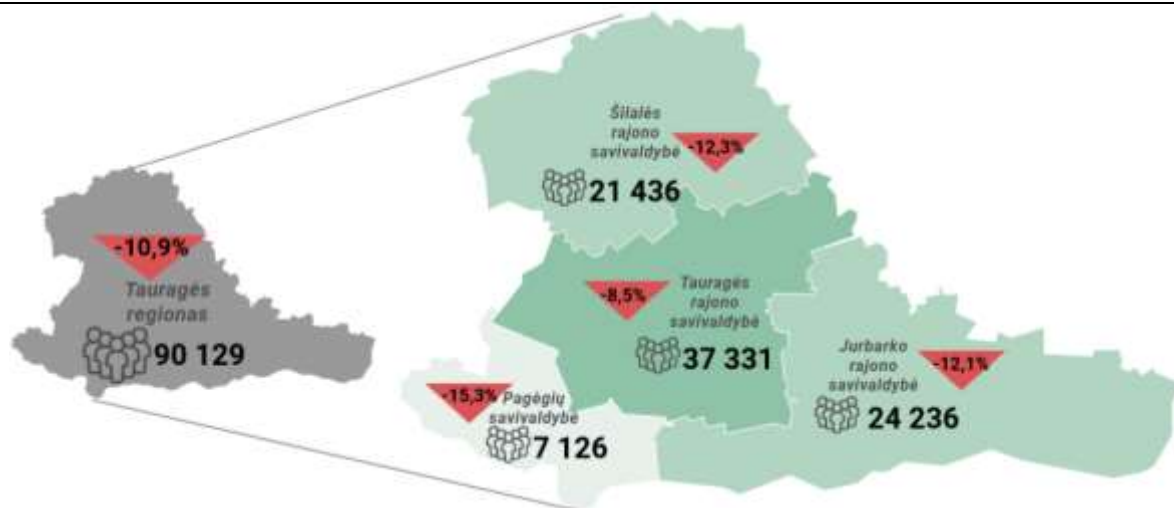 Šilalės
rajono
savivaldybė
-12,3%
21 436
-10,9%
Tauragės
regionas
90 129
-8,5%
Tauragės
rajono
savivaldybė
37 331
Jurbarko
rajono
savivaldybė
-12,1%
24 236
-15,3%
Pagėgių
savivaldybė
7 126